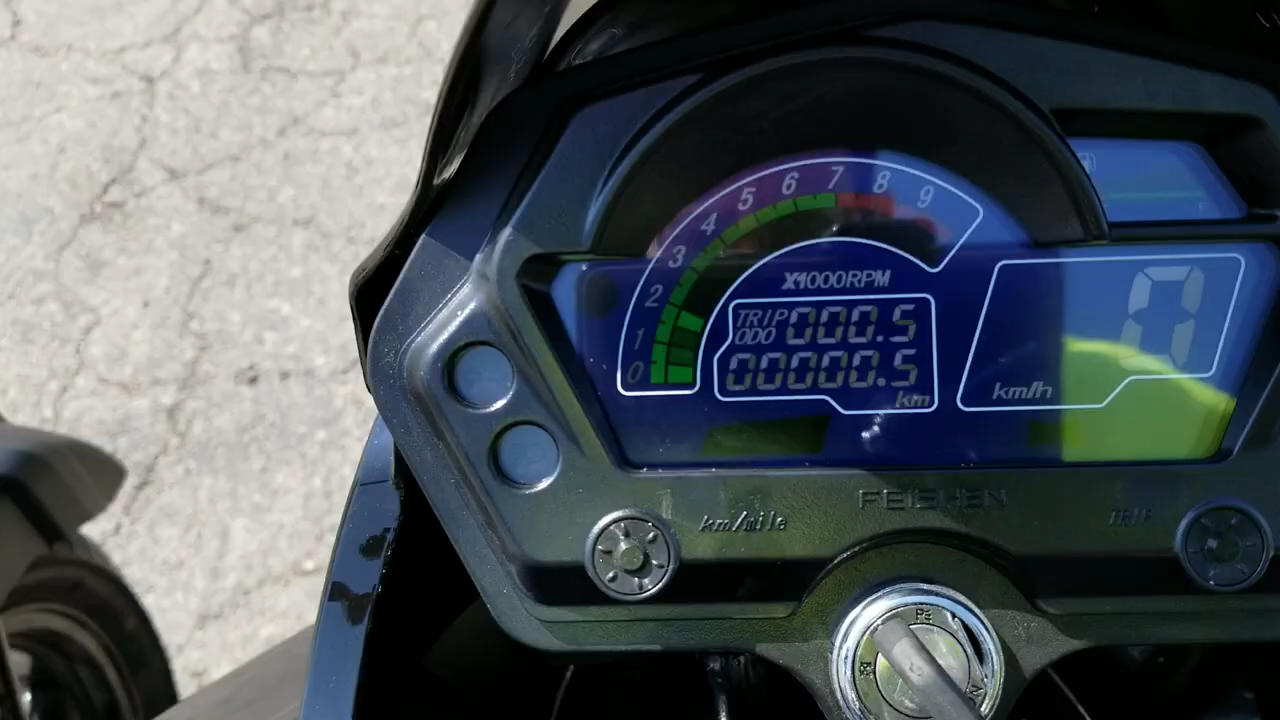 0 1 2 3 4 5 6 7 8 9
X1000RPM
TRIP 000.5
ODO
00000.5
km
0
km/h
FEISHEN
km/mile
TRIP